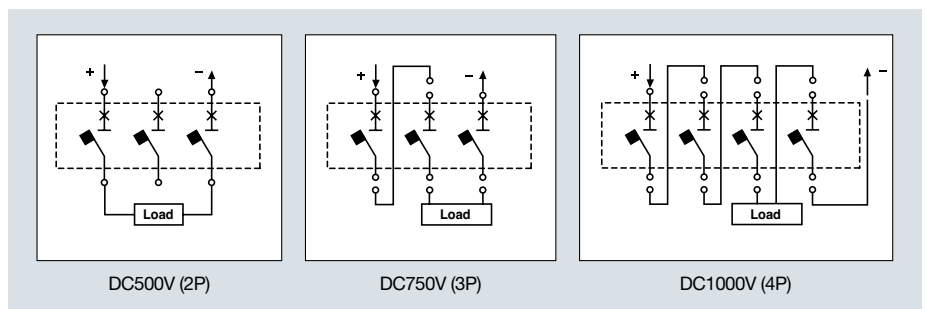 + −
+ −
+ −
Load
Load
Load
DC500V (2P)
DC750V (3P)
DC1000V (4P)